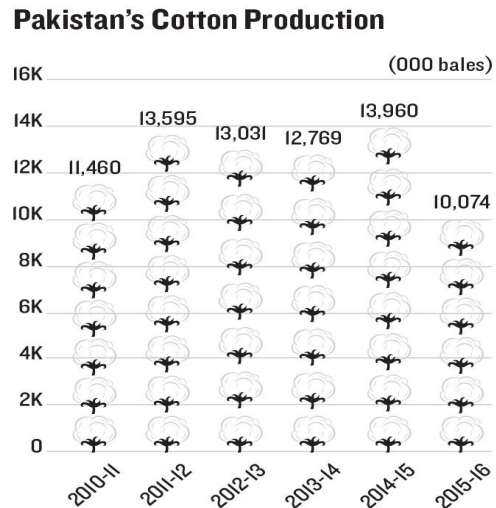 Pakistan's Cotton Production
(000 bales)
16K
14K
12K
10K
8K
6K
4K
2K
0
11,460
13,595
13,031
12,769
13,960
10,074
2010-11
2011-12
2012-13
2013-14
2014-15
2015-16